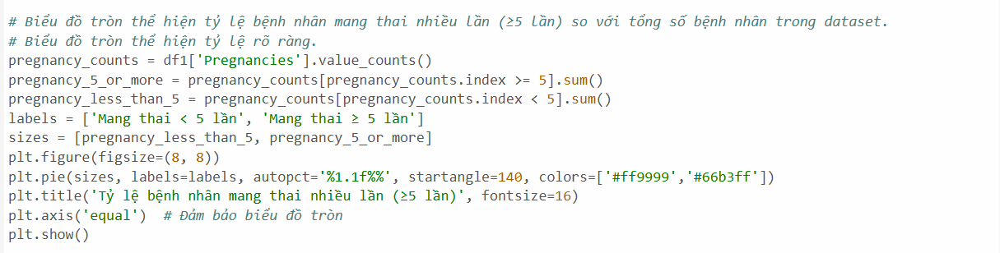 # Biểu đồ tròn thể hiện tỷ lệ bệnh nhân mang thai nhiều lần (≥5 lần) so với tổng số bệnh nhân trong dataset.
# Biểu đồ tròn thể hiện tỷ lệ rõ ràng.
pregnancy_counts = df1['Pregnancies'].value_counts()
pregnancy_5_or_more = pregnancy_counts[pregnancy_counts.index >= 5].sum()
pregnancy_less_than_5 = pregnancy_counts[pregnancy_counts.index < 5].sum()
labels = ['Mang thai < 5 lần', 'Mang thai ≥ 5 lần']
sizes = [pregnancy_less_than_5, pregnancy_5_or_more]
plt.figure(figsize=(8, 8))
plt.pie(sizes, labels=labels, autopct='%1.1f%%', startangle=140, colors=['#ff9999','#66b3ff'])
plt.title('Tỷ lệ bệnh nhân mang thai nhiều lần (≥5 lần)', fontsize=16)
plt.axis('equal')  # Đảm bảo biểu đồ tròn
plt.show()